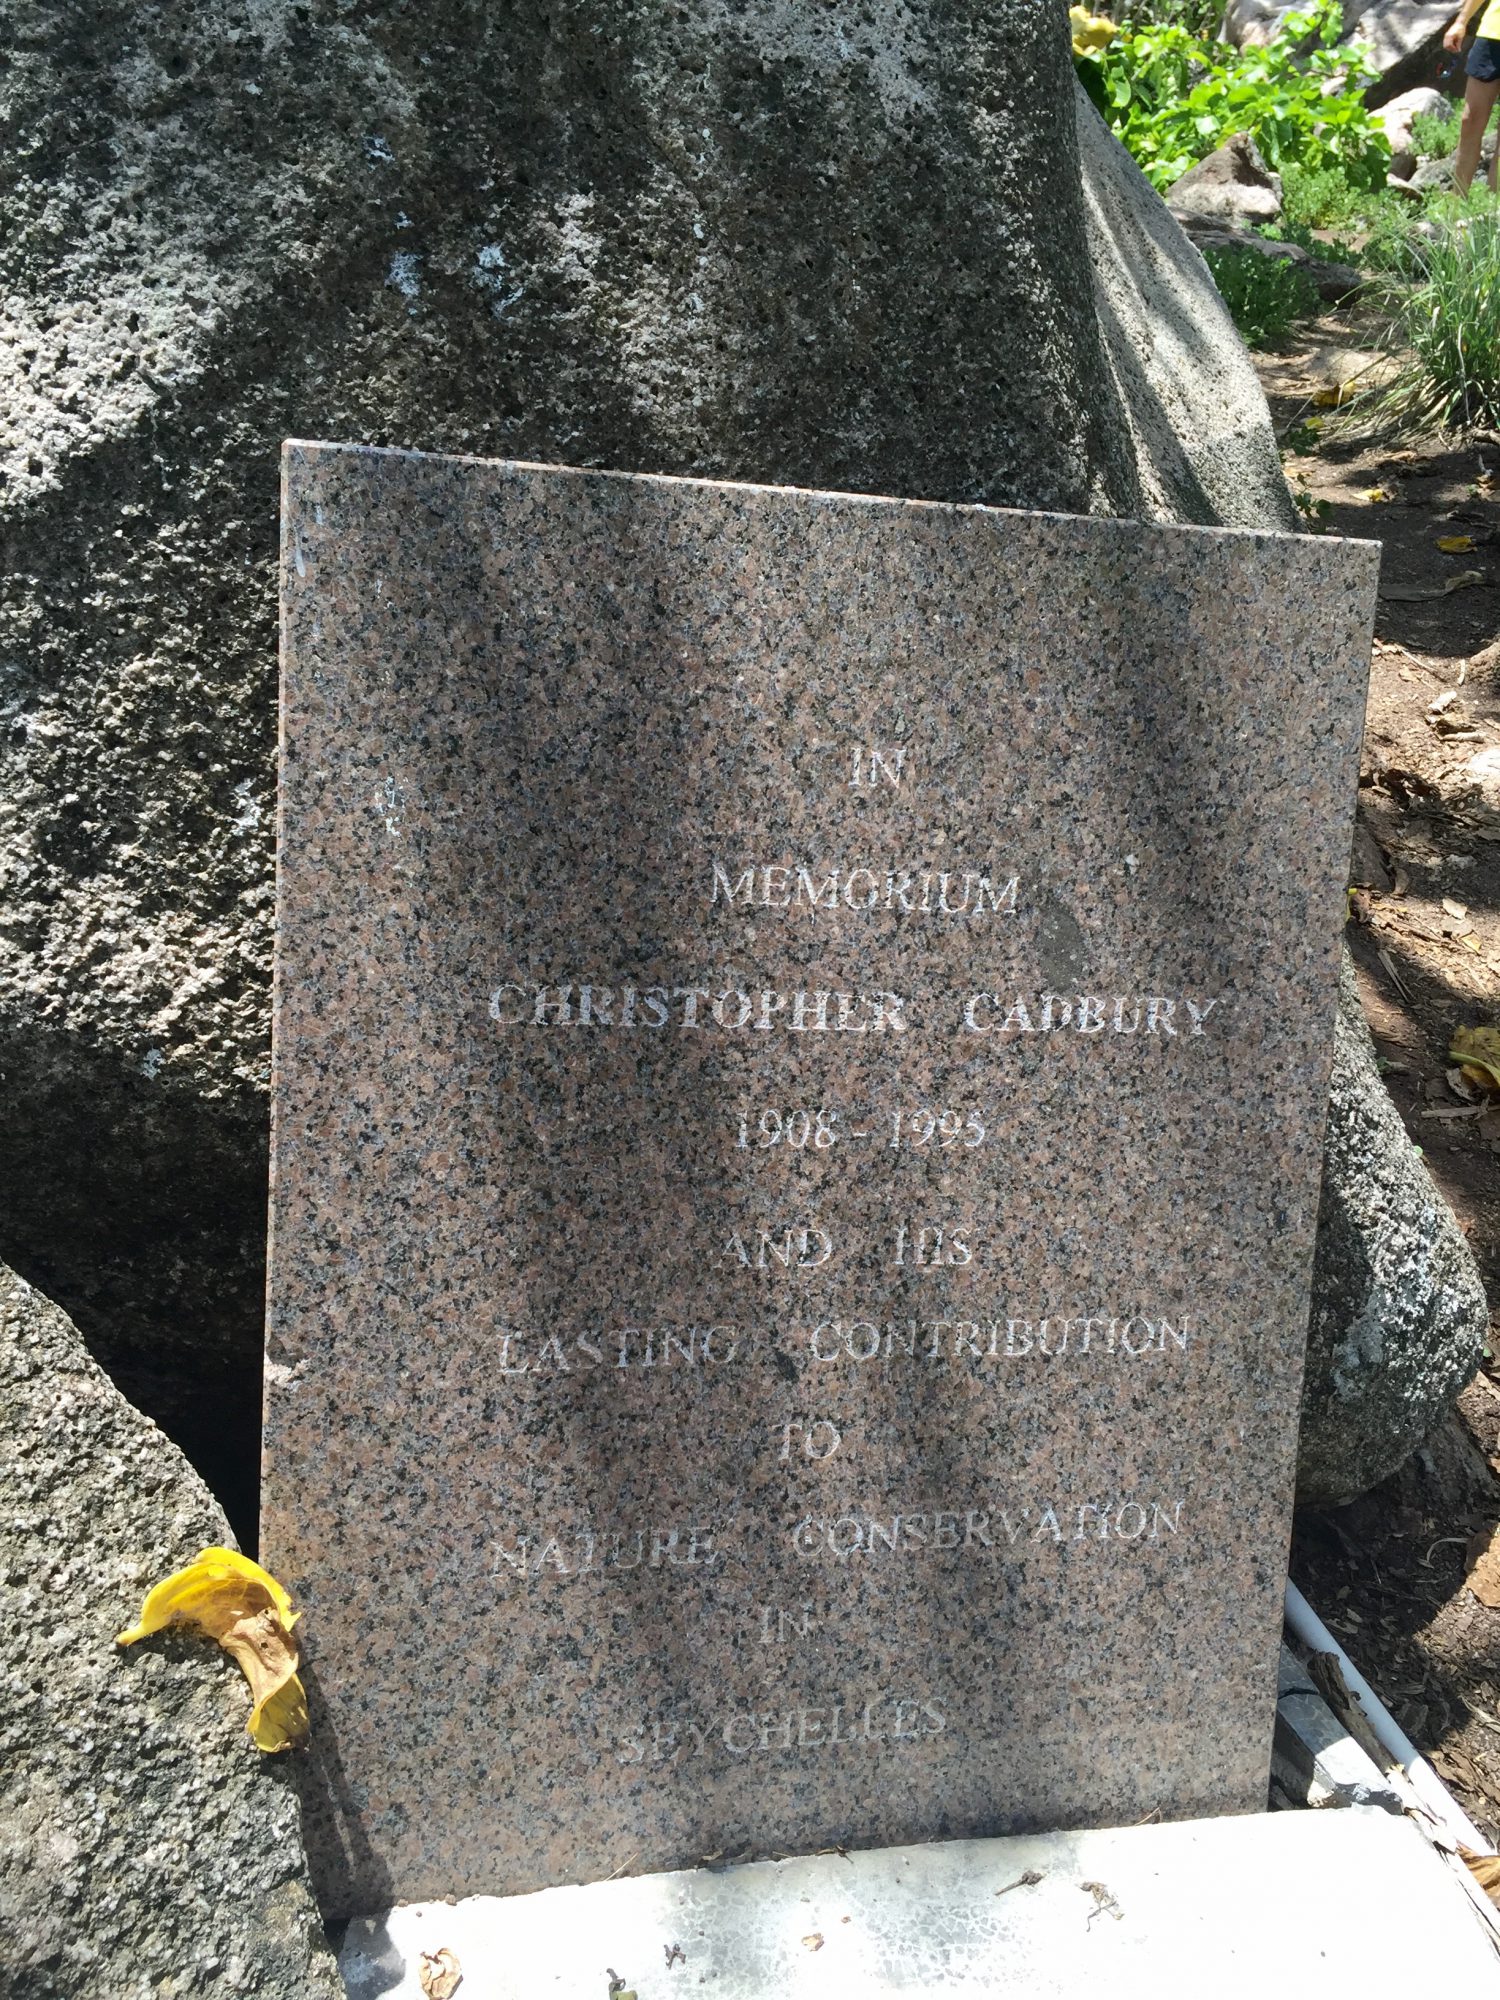 IN
MEMORIUM
CHRISTOPHER CADBURY
1908 - 1995
AND HIS
LASTING CONTRIBUTION
TO
NATURE CONSERVATION
IN
SEYCHELLES